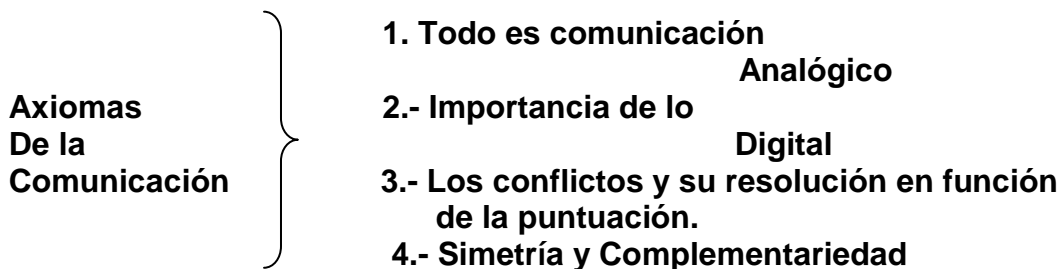 1. Todo es comunicación
Analógico
Axiomas
2.- Importancia de lo
De la
Digital
Comunicación
3.- Los conflictos y su resolución en función
de la puntuación.
4.- Simetría y Complementariedad